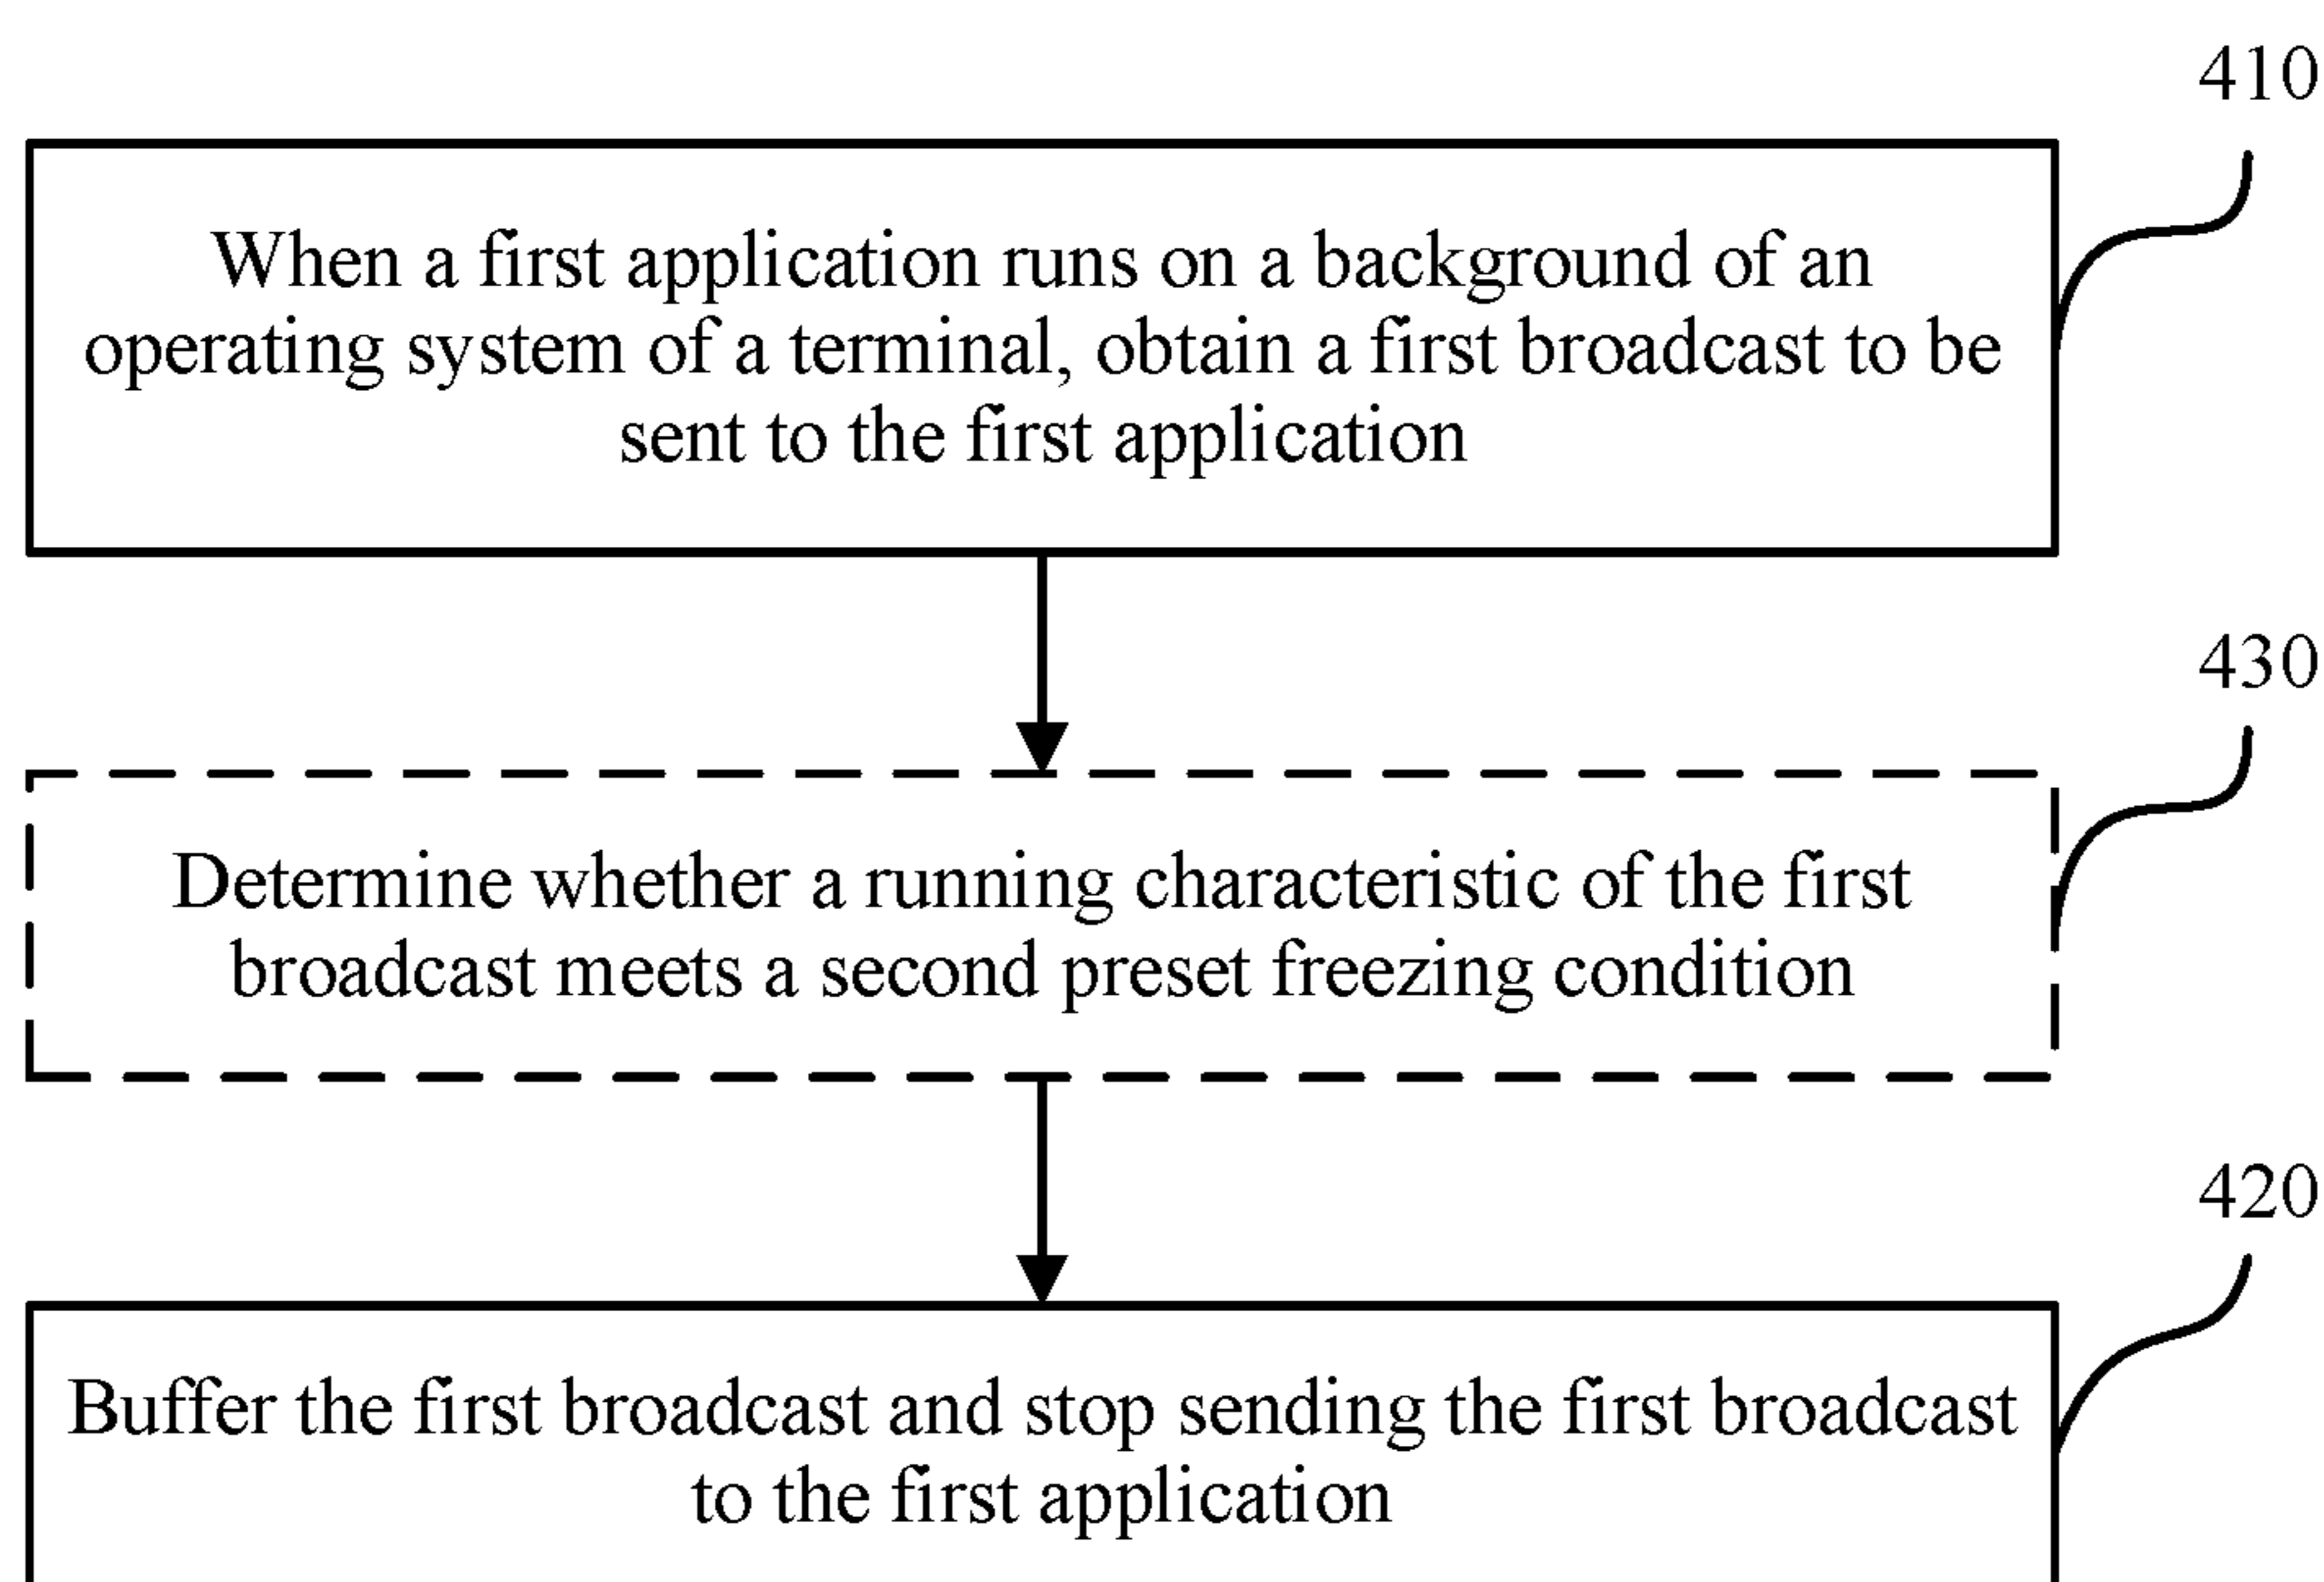 410
When a first application runs on a background of an
operating system of a terminal, obtain a first broadcast to be
sent to the first application
430
Determine whether a running characteristic of the first
broadcast meets a second preset freezing condition
420
Buffer the first broadcast and stop sending the first broadcast
to the first application